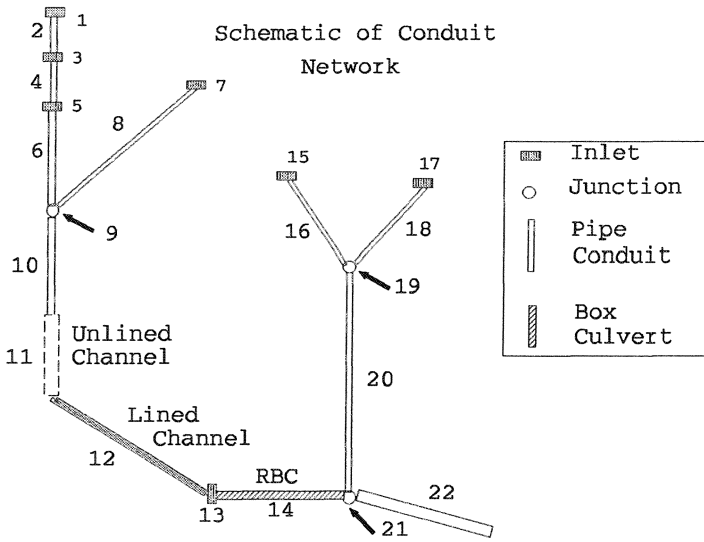 Schematic of Conduit
Network
1
2
3
4
5
6
7
8
9
10
Unlined
11
Channel
Lined
Channel
12
13
RBC
14
15
16
17
18
19
20
21
22
Inlet
Junction
Pipe
Conduit
Box
Culvert